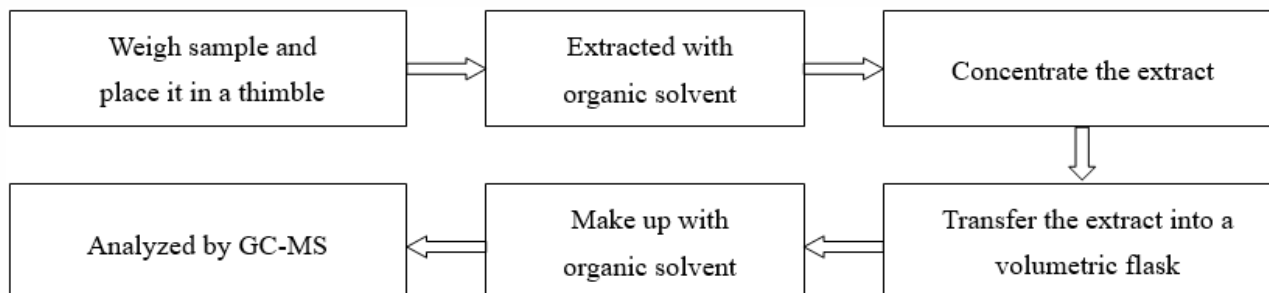 Weigh sample and
place it in a thimble
Extracted with
organic solvent
Concentrate the extract
Transfer the extract into a
volumetric flask
Make up with
organic solvent
Analyzed by GC-MS